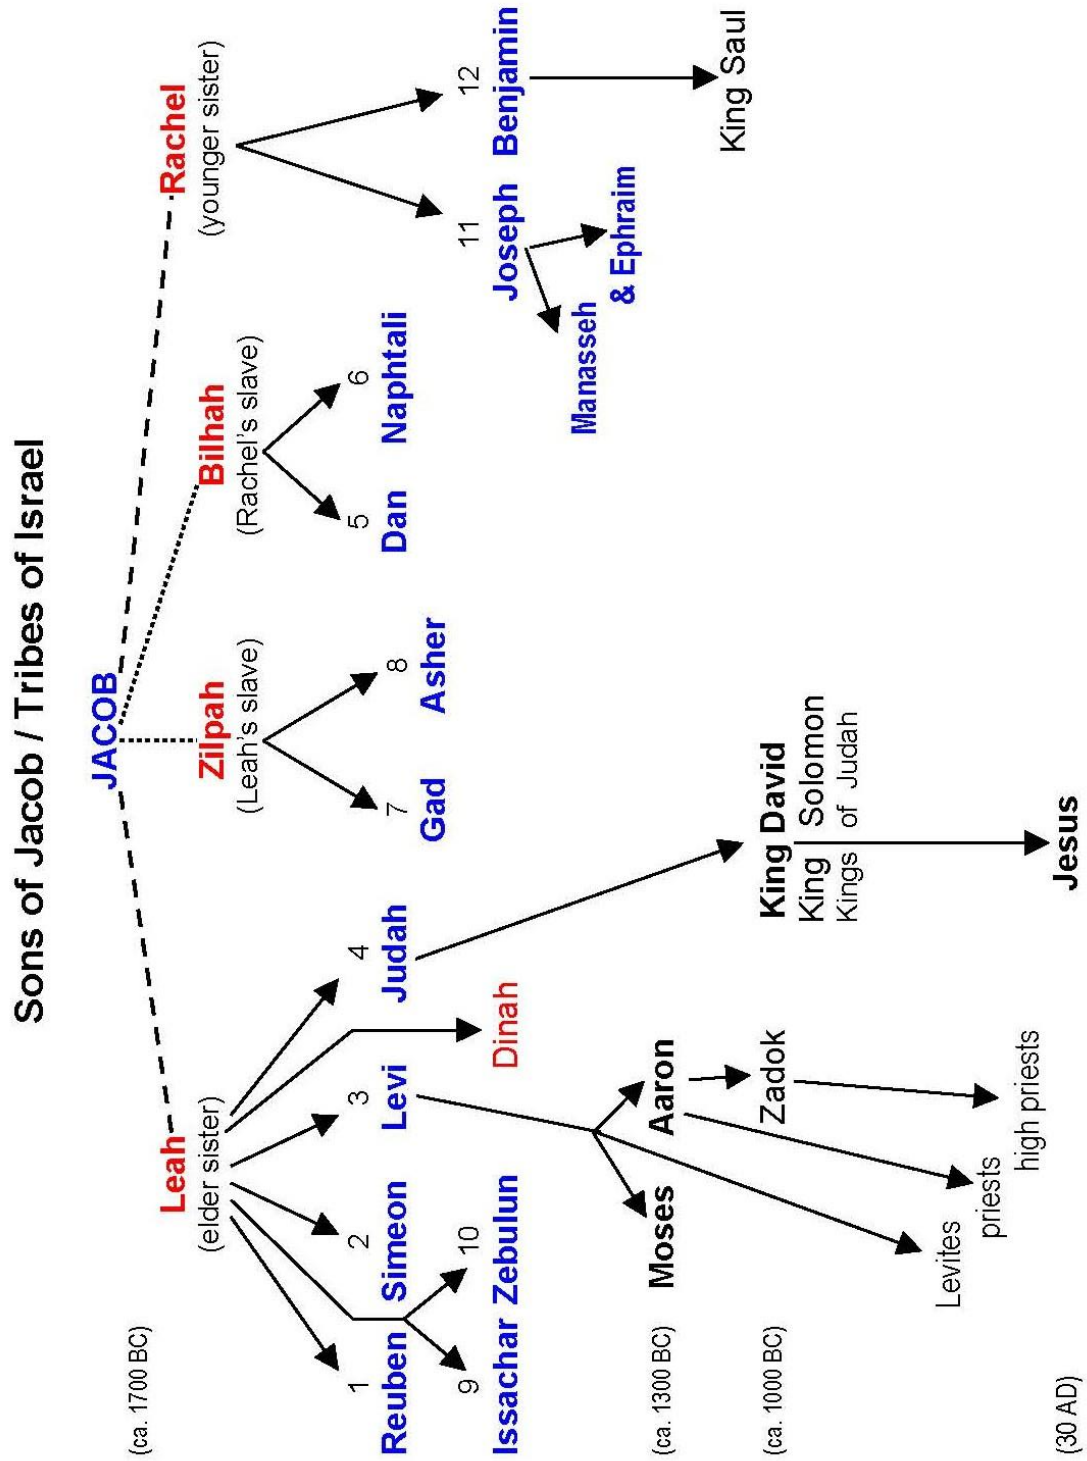 Sons of Jacob / Tribes of Israel
JACOB
(ca. 1700 BC)
Leah
(elder sister)
Zilpah
(Leah's slave)
Bilhah
(Rachel's slave)
Rachel
(younger sister)
1
Reuben
2
Simeon
3
Levi
4
Judah
7
Gad
8
Asher
5
Dan
6
Naphtali
9
Issachar
10
Zebulun
Dinah
11
Joseph
12
Benjamin
Manasseh
& Ephraim
(ca. 1300 BC)
Moses
Aaron
(ca. 1000 BC)
Zadok
King David
King Solomon
Kings of Judah
King Saul
Levites
priests
high priests
(30 AD)
Jesus